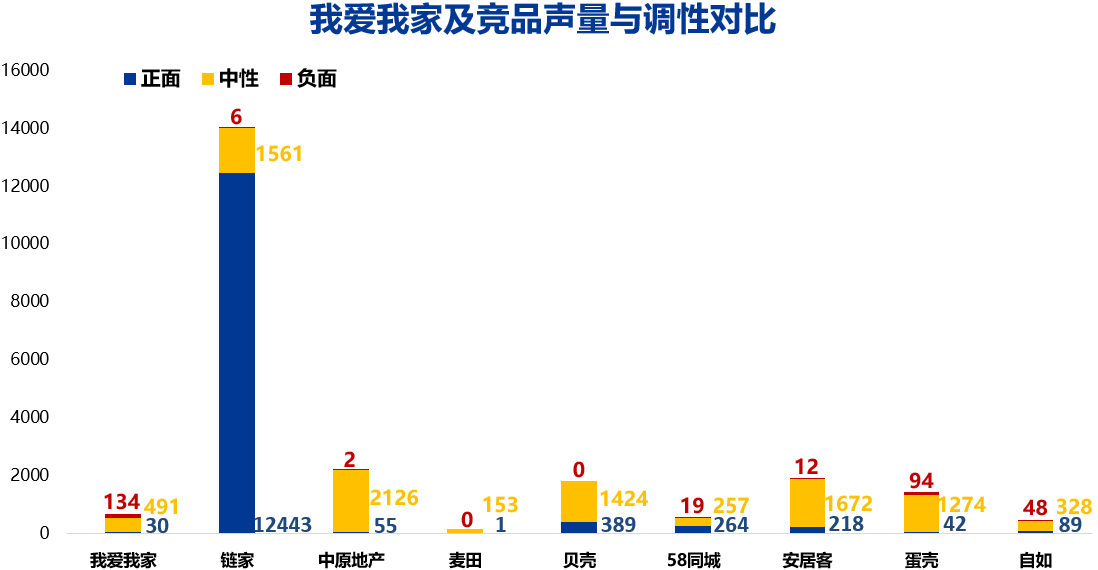 我爱我家及竞品声量与调性对比
16000
正面 中性 负面
14000
12000
10000
8000
6000
4000
2000
0
134 491 30
6 1561 12443
2 2126 55
0 153 1
0 1424 389
19 257 264
12 1672 218
94 1274 42
48 328 89
我爱我家 链家 中原地产 麦田 贝壳 58同城 安居客 蛋壳 自如